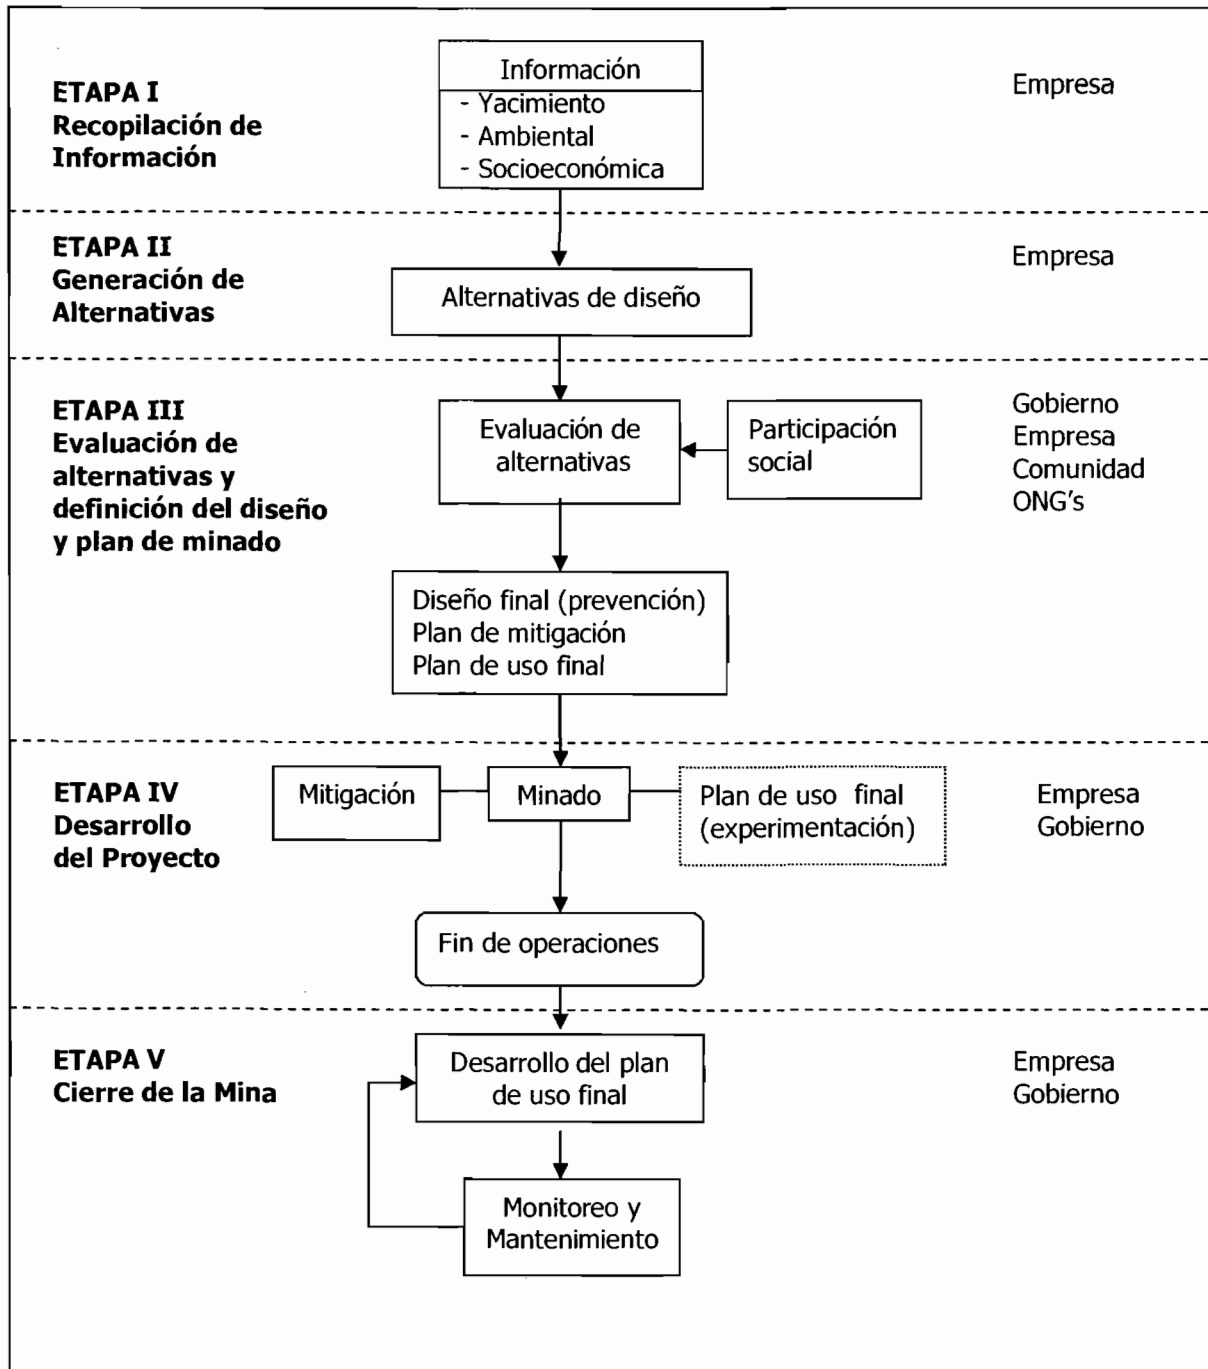 ETAPA I
Recopilación de
Información
Información
- Yacimiento
- Ambiental
- Socioeconómica
Empresa
ETAPA II
Generación de
Alternativas
Alternativas de diseño
Empresa
ETAPA III
Evaluación de
alternativas y
definición del diseño
y plan de minado
Evaluación de
alternativas
Participación
social
Gobierno
Empresa
Comunidad
ONG's
Diseño final (prevención)
Plan de mitigación
Plan de uso final
ETAPA IV
Desarrollo
del Proyecto
Mitigación
Minado
Plan de uso final
(experimentación)
Empresa
Gobierno
Fin de operaciones
ETAPA V
Cierre de la Mina
Desarrollo del plan
de uso final
Empresa
Gobierno
Monitoreo y
Mantenimiento